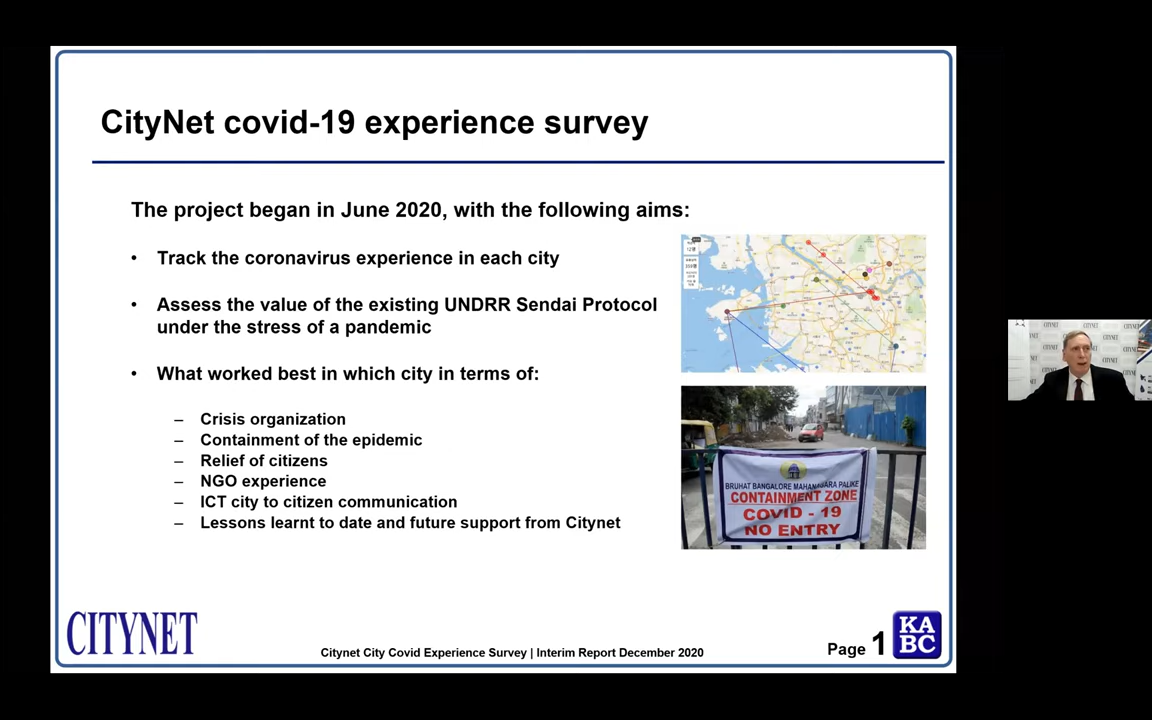 CityNet covid-19 experience survey
The project began in June 2020, with the following aims:
• Track the coronavirus experience in each city
• Assess the value of the existing UNDRR Sendai Protocol
under the stress of a pandemic
• What worked best in which city in terms of:
– Crisis organization
– Containment of the epidemic
– Relief of citizens
– NGO experience
– ICT city to citizen communication
– Lessons learnt to date and future support from Citynet
BRUHAT BANGALORE MAHANAGARA PALIKE
CONTAINMENT ZONE
COVID - 19
NO ENTRY
CITYNET
Citynet City Covid Experience Survey | Interim Report December 2020
Page 1
KA
BC